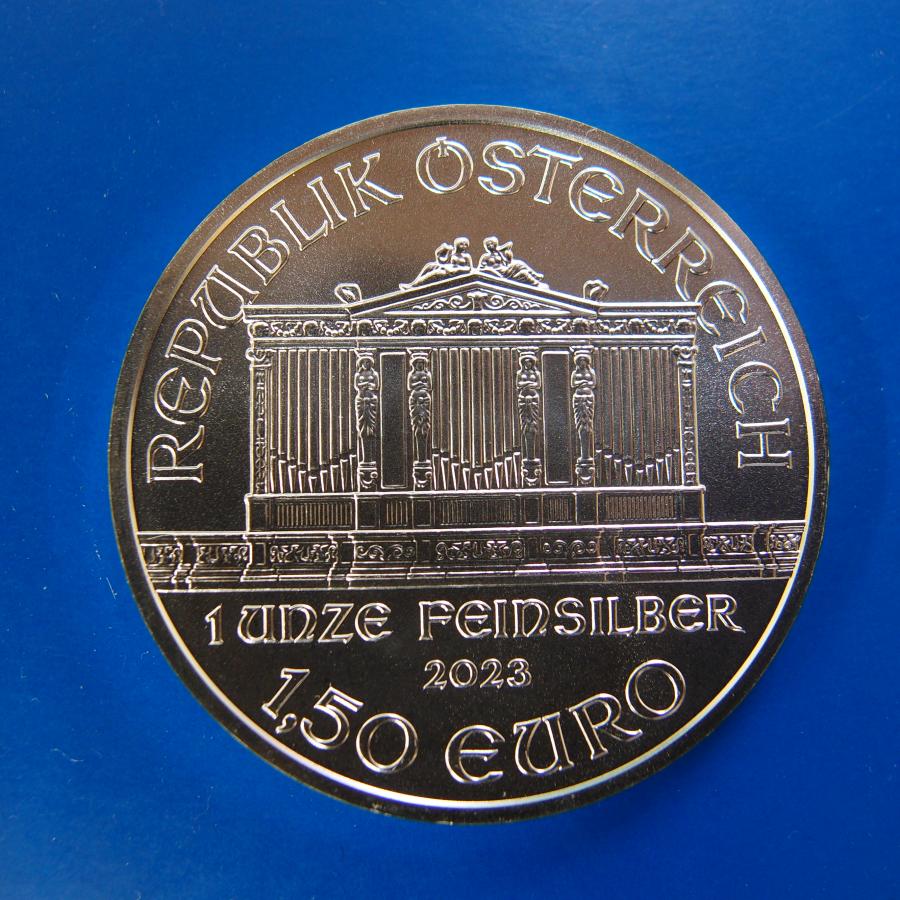 REPUBLIK ÖSTERREICH
1 UNZE FEINSILBER
2023
1,50 EURO